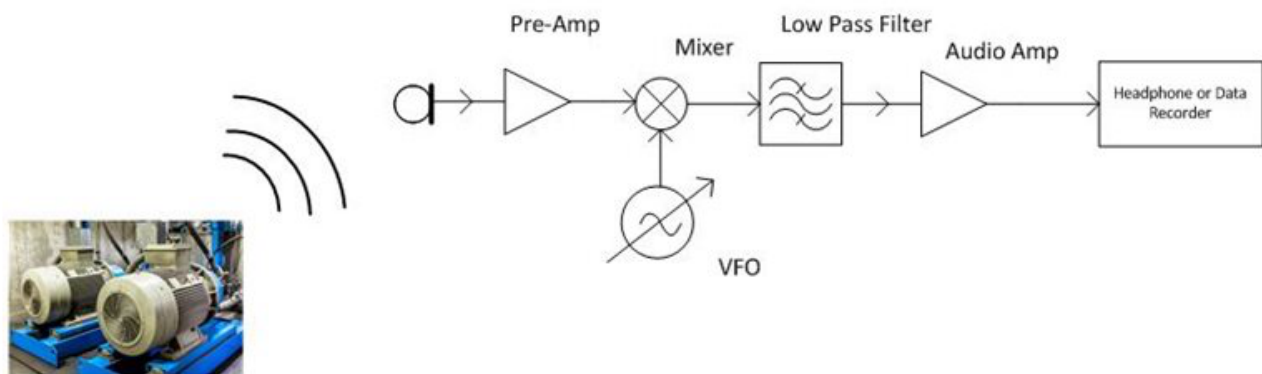 Pre-Amp
Mixer
Low Pass Filter
Audio Amp
Headphone or Data
Recorder
VFO